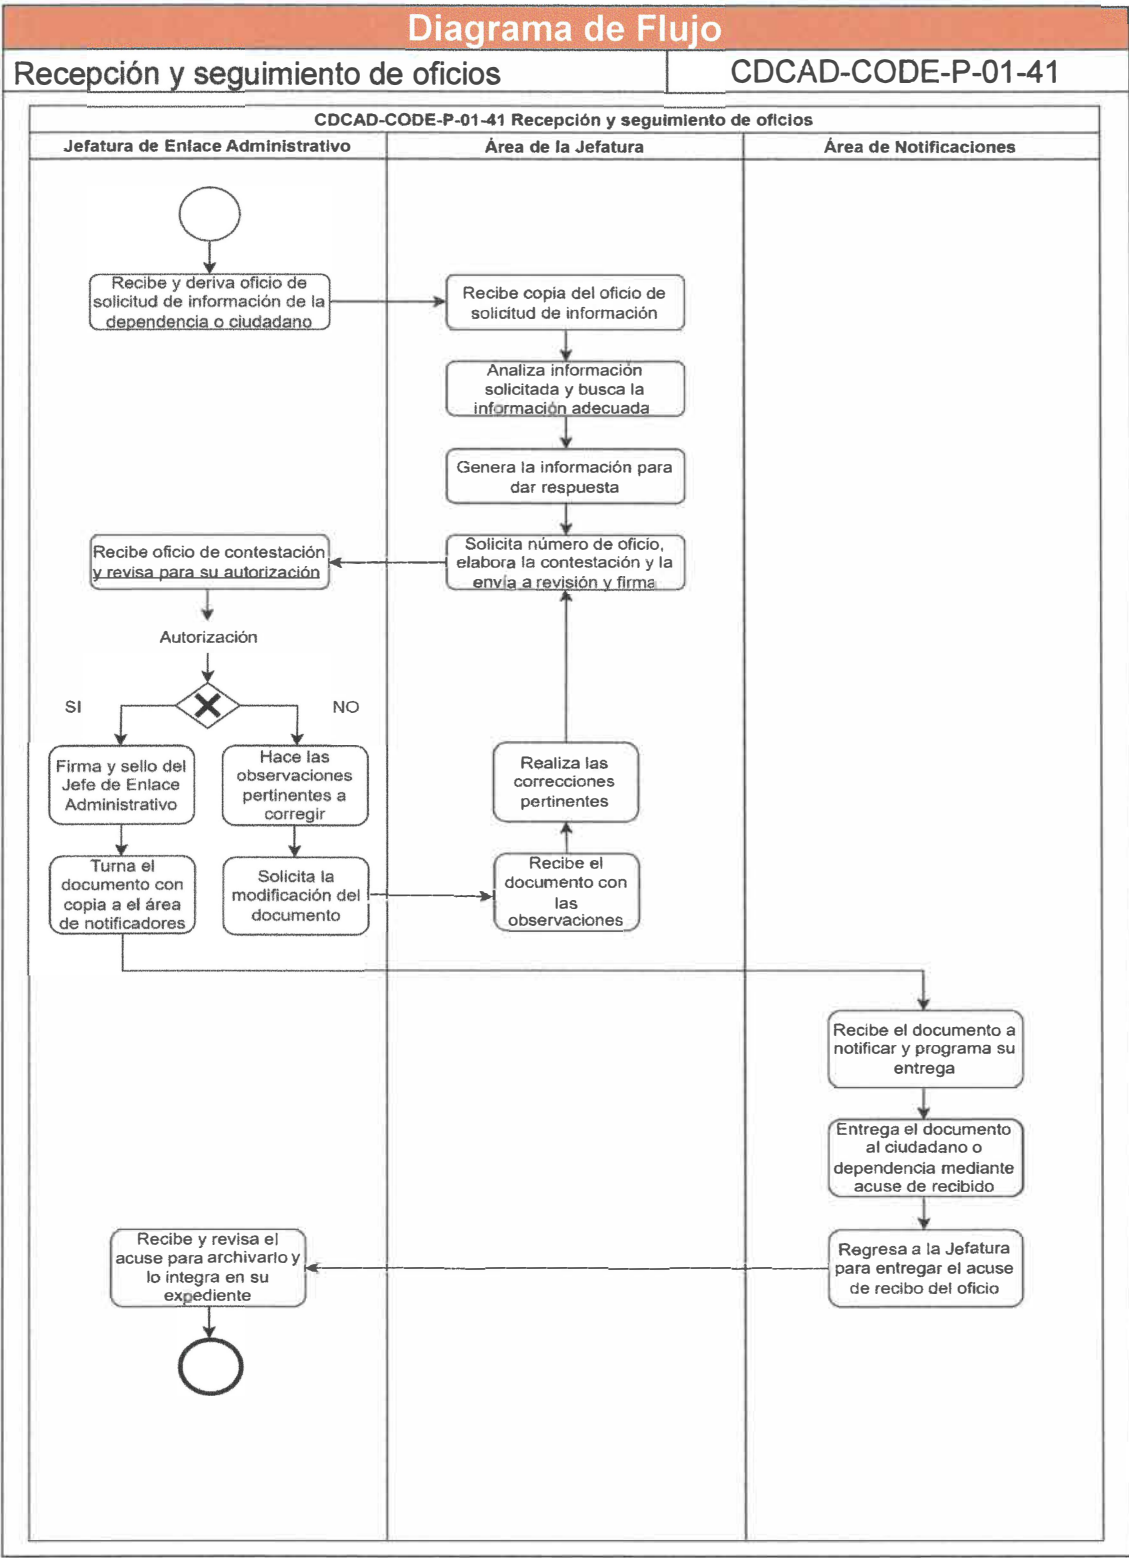 Diagrama de Flujo
Recepción y seguimiento de oficios
CDCAD-CODE-P-01-41
CDCAD-CODE-P-01-41 Recepción y seguimiento de oficios
Jefatura de Enlace Administrativo
Área de la Jefatura
Área de Notificaciones
Recibe y deriva oficio de
solicitud de información de la
dependencia o ciudadano
Recibe copia del oficio de
solicitud de información
Analiza información
solicitada y busca la
información adecuada
Genera la información para
dar respuesta
Solicita número de oficio,
elabora la contestación y la
envía a revisión y firma
Recibe oficio de contestación
y revisa para su autorización
Autorización
SI
NO
Firma y sello del
Jefe de Enlace
Administrativo
Hace las
observaciones
pertinentes a
corregir
Realiza las
correcciones
pertinentes
Turna el
documento con
copia a el área
de notificadores
Solicita la
modificación del
documento
Recibe el
documento con
las
observaciones
Recibe el documento a
notificar y programa su
entrega
Entrega el documento
al ciudadano o
dependencia mediante
acuse de recibido
Regresa a la Jefatura
para entregar el acuse
de recibo del oficio
Recibe y revisa el
acuse para archivarlo y
lo integra en su
expediente